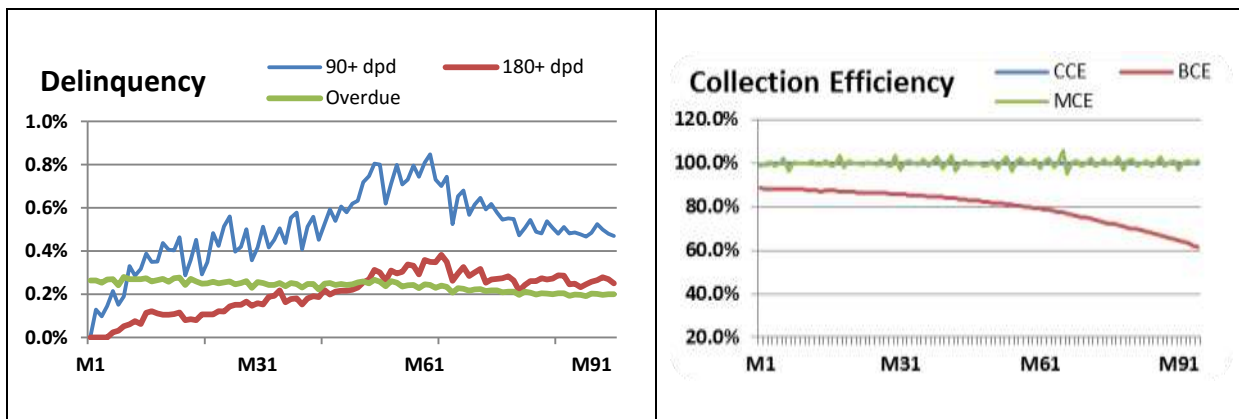 Delinquency
90+ dpd
180+ dpd
Overdue
1.0%
0.8%
0.6%
0.4%
0.2%
0.0%
M1 M31 M61 M91
Collection Efficiency
CCE
BCE
MCE
120.0%
100.0%
80.0%
60.0%
40.0%
20.0%
M1 M31 M61 M91